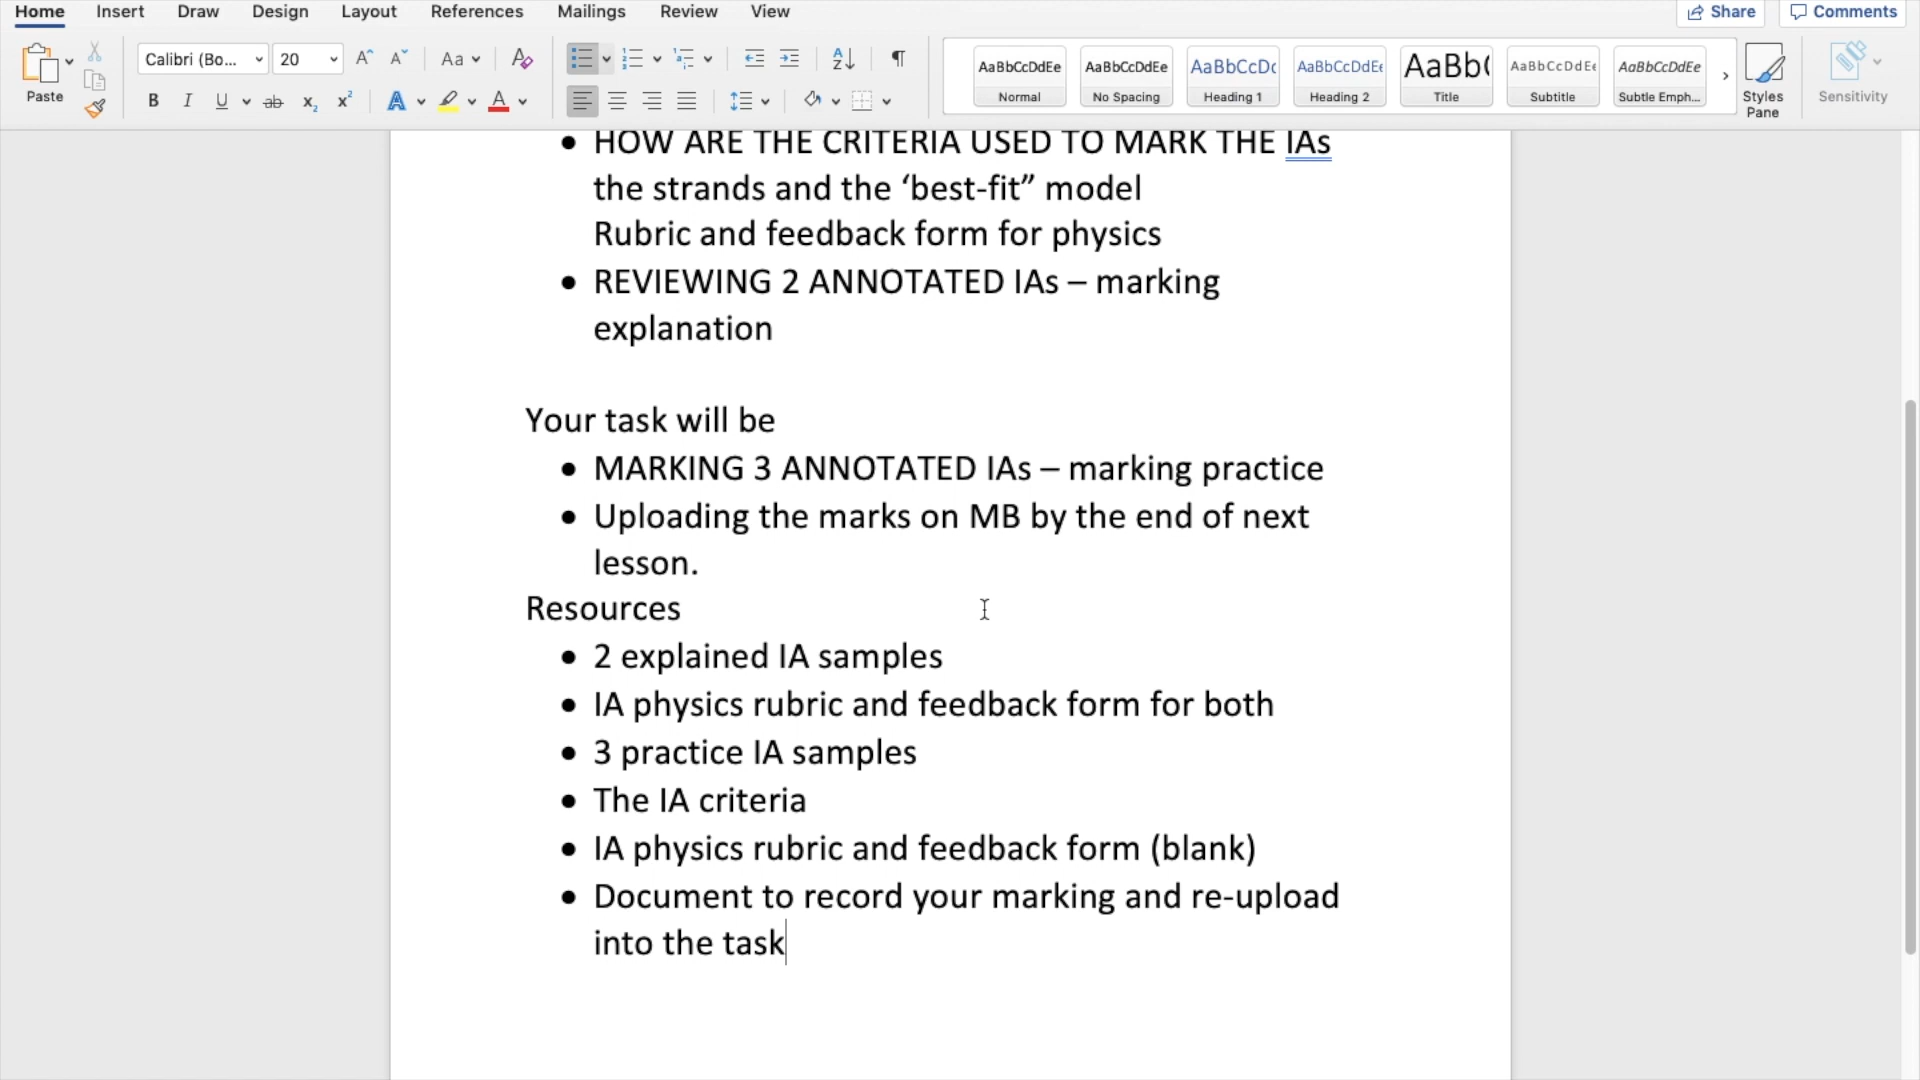 Home Insert Draw Design Layout References Mailings Review View Share Comments
Calibri (Bo... 20 Aa
Paste
B I U ab x₂ x² A A
AaBbCcDdEe AaBbCcDdEe AaBbCcDc AaBbCcDdEe AaBb( AaBbCcDdEe AaBbCcDdEe
Normal No Spacing Heading 1 Heading 2 Title Subtitle Subtle Emph...
Styles Pane
Sensitivity
• HOW ARE THE CRITERIA USED TO MARK THE IAs
the strands and the ‘best-fit” model
Rubric and feedback form for physics
• REVIEWING 2 ANNOTATED IAs – marking
explanation
Your task will be
• MARKING 3 ANNOTATED IAs – marking practice
• Uploading the marks on MB by the end of next
lesson.
Resources
• 2 explained IA samples
• IA physics rubric and feedback form for both
• 3 practice IA samples
• The IA criteria
• IA physics rubric and feedback form (blank)
• Document to record your marking and re-upload
into the task